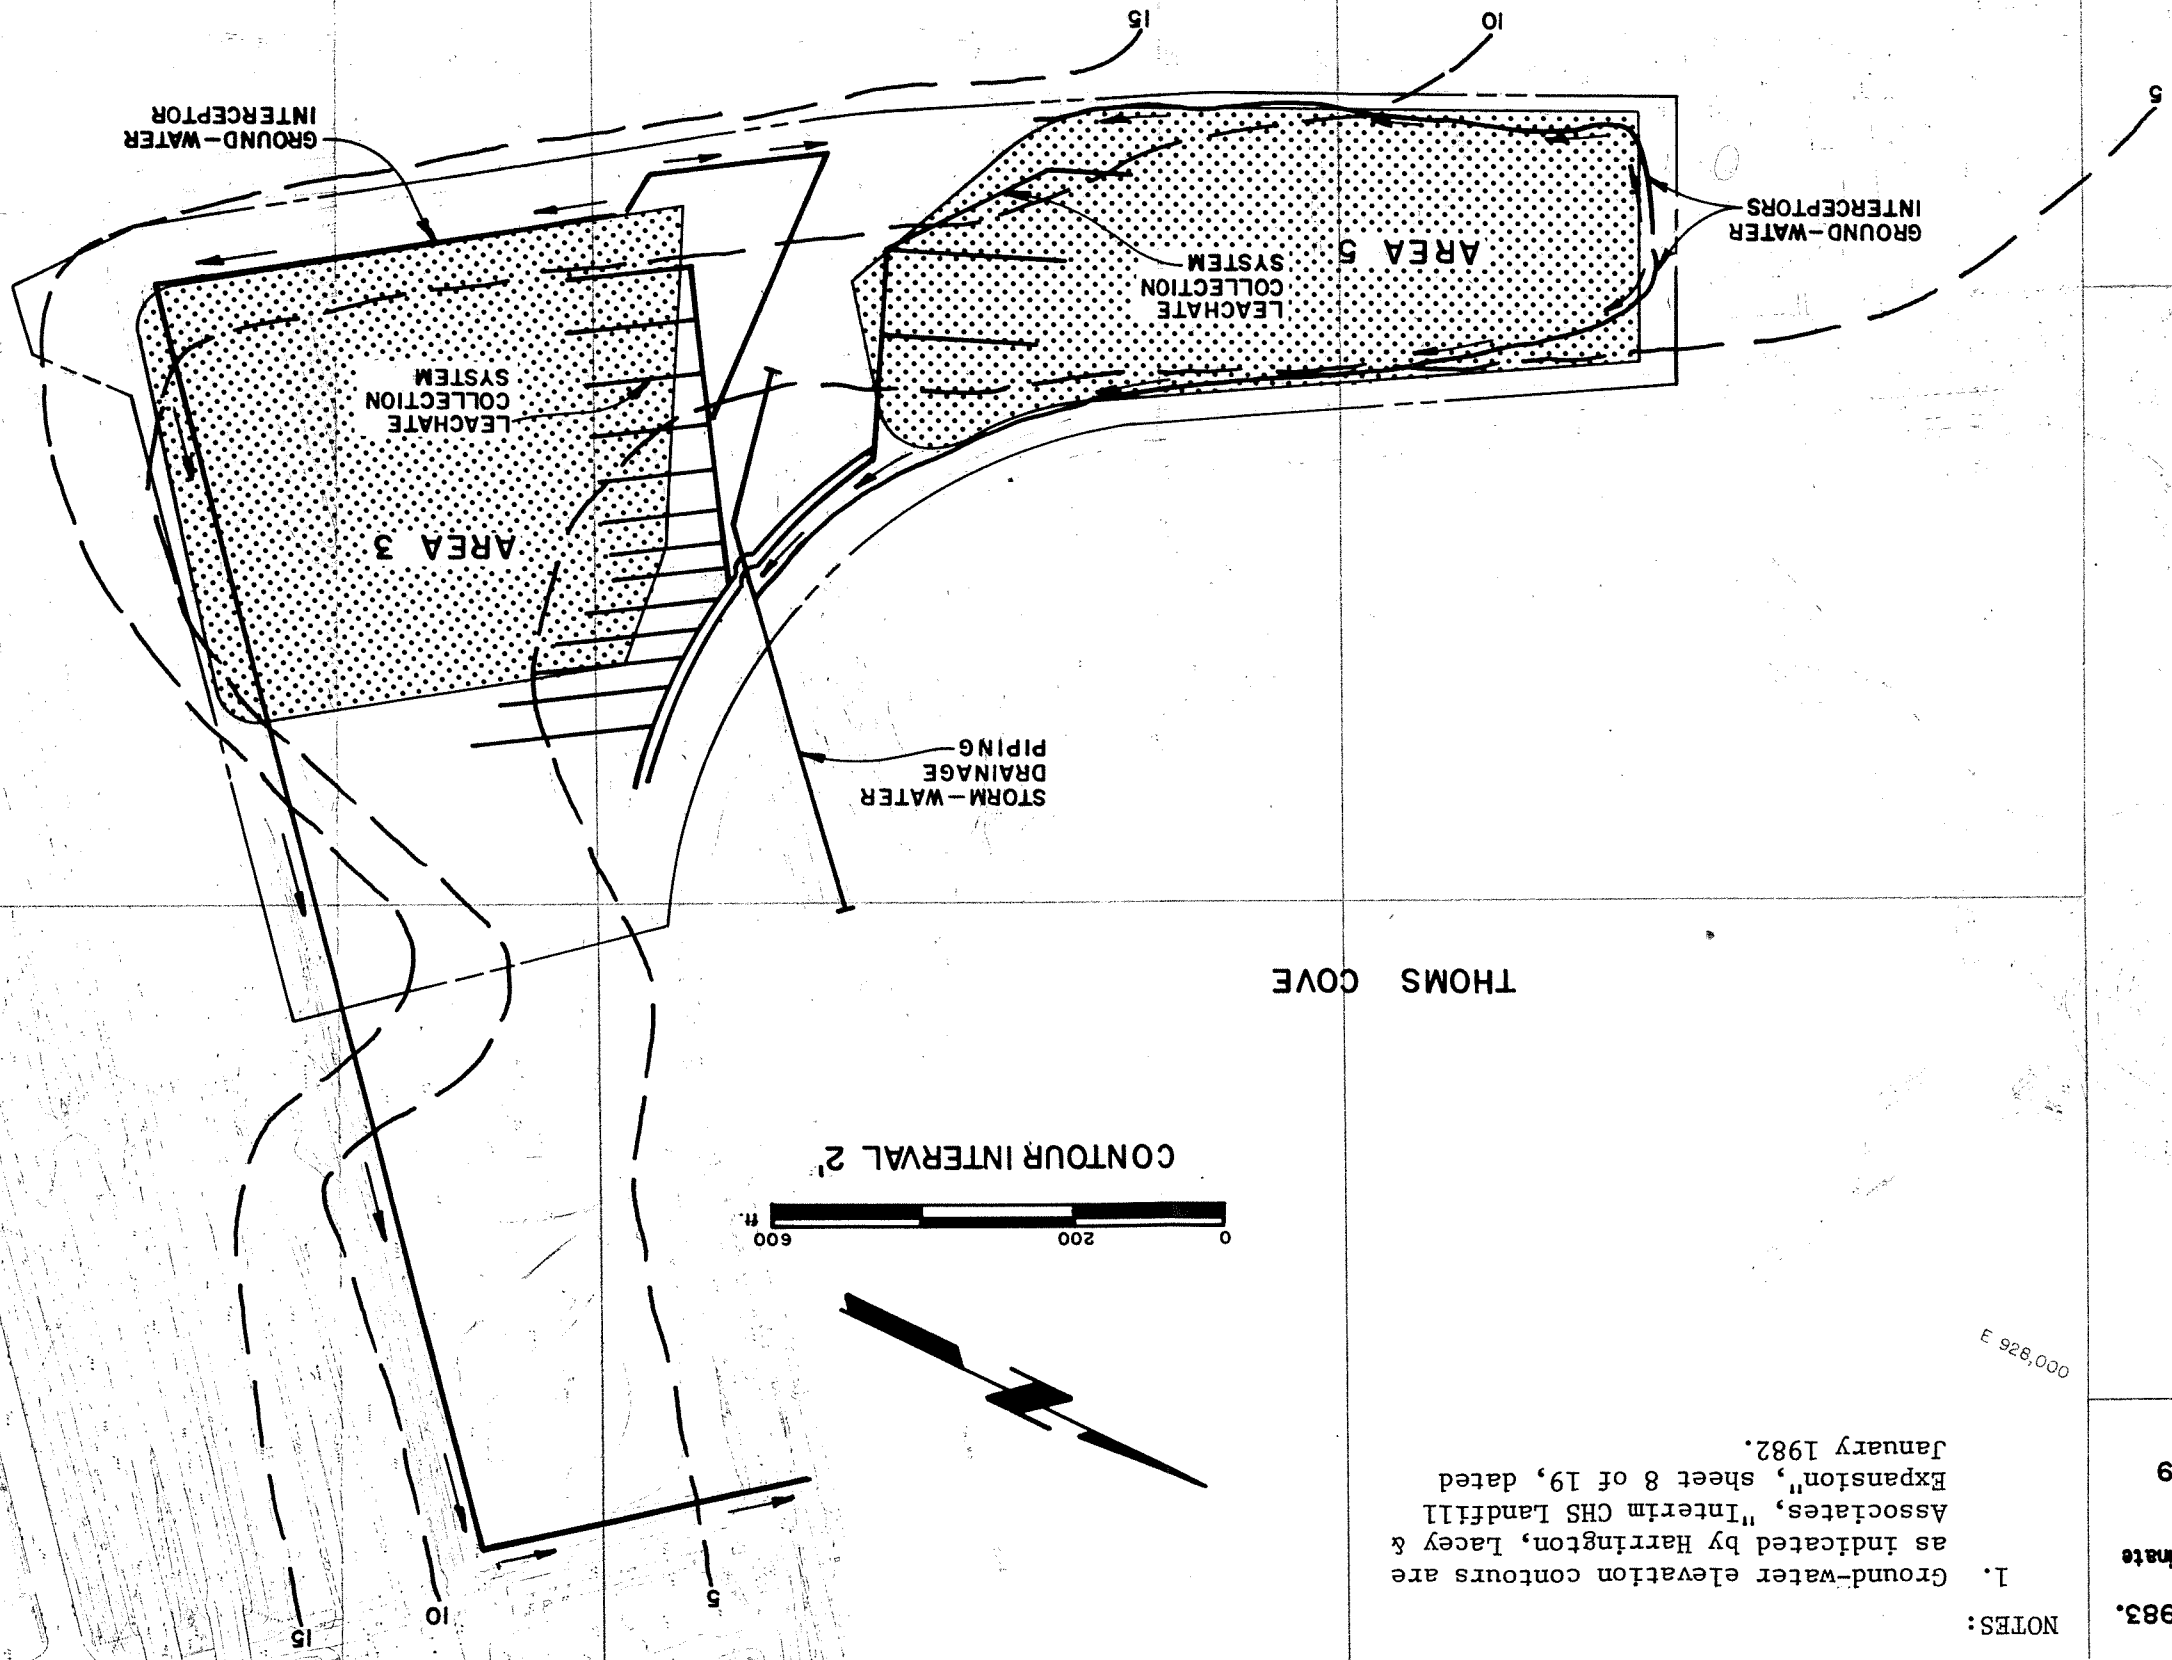 NOTES:
1. Ground-water elevation contours are
as indicated by Harrington, Lacey &
Associates, "Interim CHS Landfill
Expansion", sheet 8 of 19, dated
January 1982.
983.
9
E 928,000
5
10
15
0 200 600
ft.
CONTOUR INTERVAL 2'
THOMS COVE
STORM-WATER
DRAINAGE
PIPING
AREA 3
LEACHATE
COLLECTION
SYSTEM
LEACHATE
COLLECTION
SYSTEM
AREA 5
GROUND-WATER
INTERCEPTORS
GROUND-WATER
INTERCEPTOR
5
10
15